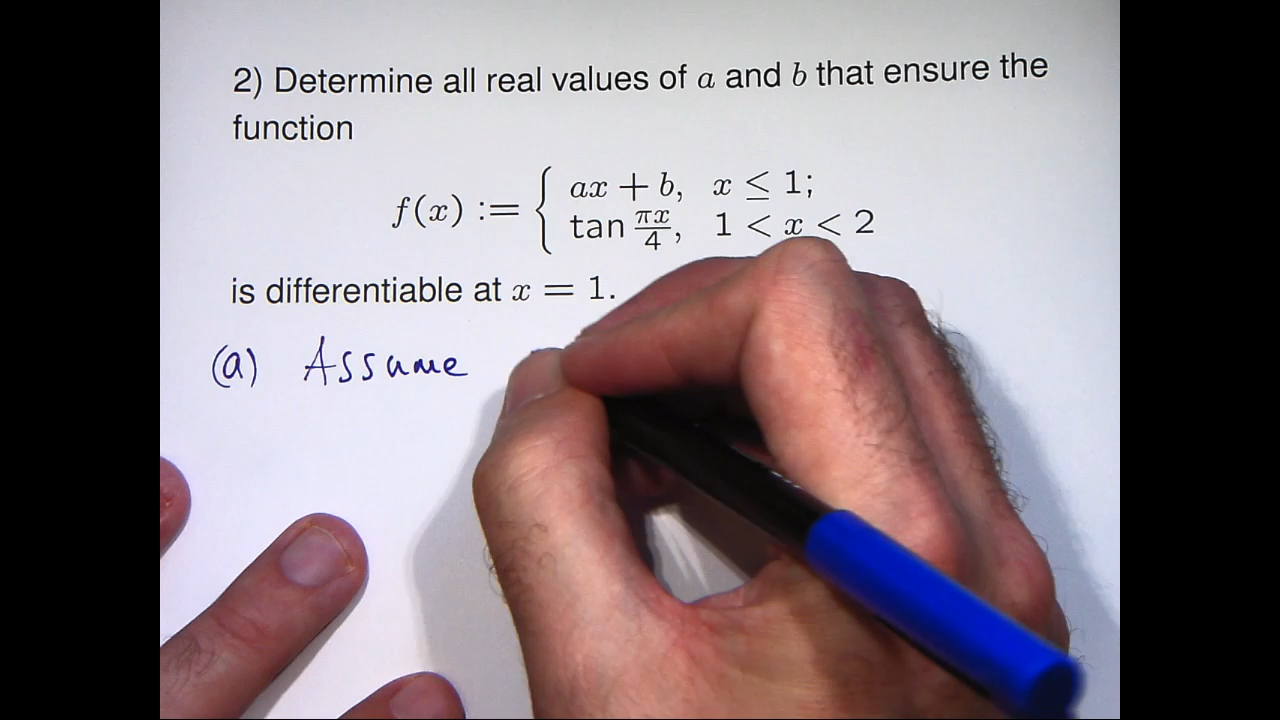 2) Determine all real values of a and b that ensure the
function
f(x) := { ax + b, x ≤ 1;
tan πx/4, 1 < x < 2
is differentiable at x = 1.
(a) Assume